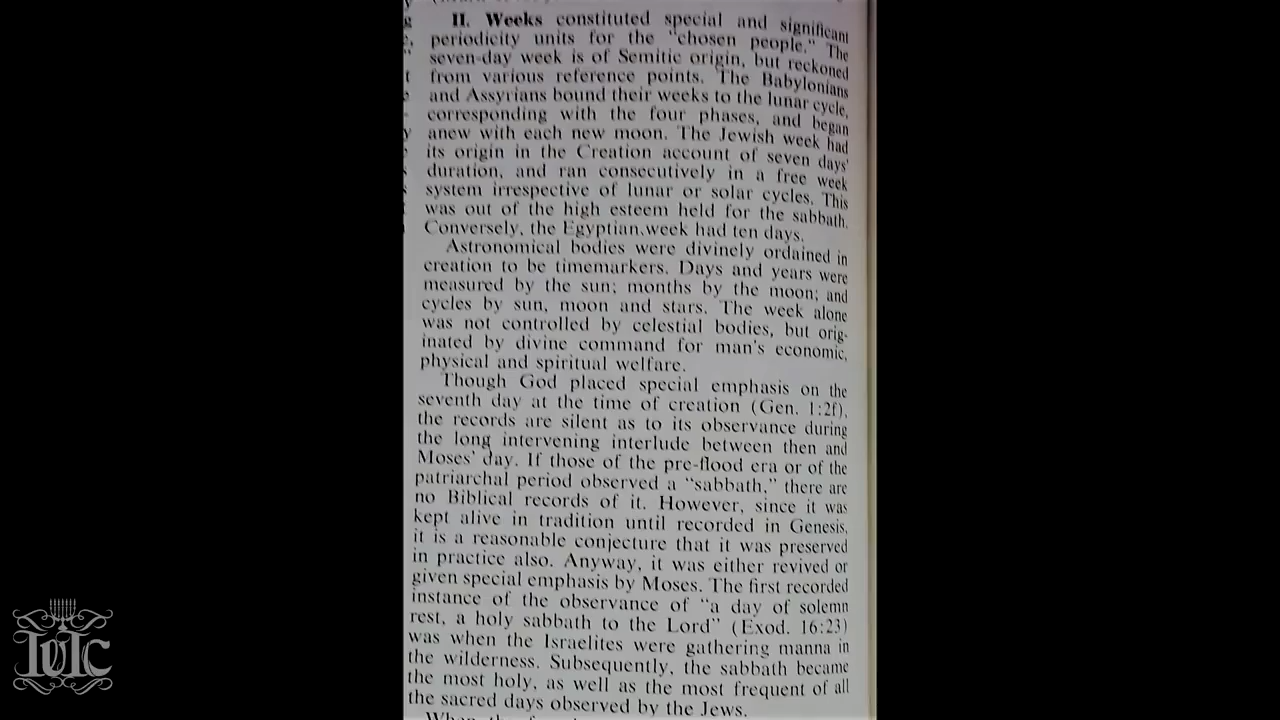 II. Weeks constituted special and significant
periodicity units for the "chosen people." The
seven-day week is of Semitic origin, but reckoned
from various reference points. The Babylonians
and Assyrians bound their weeks to the lunar cycle,
corresponding with the four phases, and began
anew with each new moon. The Jewish week had
its origin in the Creation account of seven days'
duration, and ran consecutively in a free week
system irrespective of lunar or solar cycles. This
was out of the high esteem held for the sabbath.
Conversely, the Egyptian week had ten days.
Astronomical bodies were divinely ordained in
creation to be timemarkers. Days and years were
measured by the sun; months by the moon; and
cycles by sun, moon and stars. The week alone
was not controlled by celestial bodies, but orig-
inated by divine command for man's economic,
physical and spiritual welfare.
Though God placed special emphasis on the
seventh day at the time of creation (Gen. 1:2f),
the records are silent as to its observance during
the long intervening interlude between then and
Moses' day. If those of the pre-flood era or of the
patriarchal period observed a "sabbath," there are
no Biblical records of it. However, since it was
kept alive in tradition until recorded in Genesis,
it is a reasonable conjecture that it was preserved
in practice also. Anyway, it was either revived or
given special emphasis by Moses. The first recorded
instance of the observance of "a day of solemn
rest, a holy sabbath to the Lord" (Exod. 16:23)
was when the Israelites were gathering manna in
the wilderness. Subsequently, the sabbath became
the most holy, as well as the most frequent of all
the sacred days observed by the Jews.
IUIC